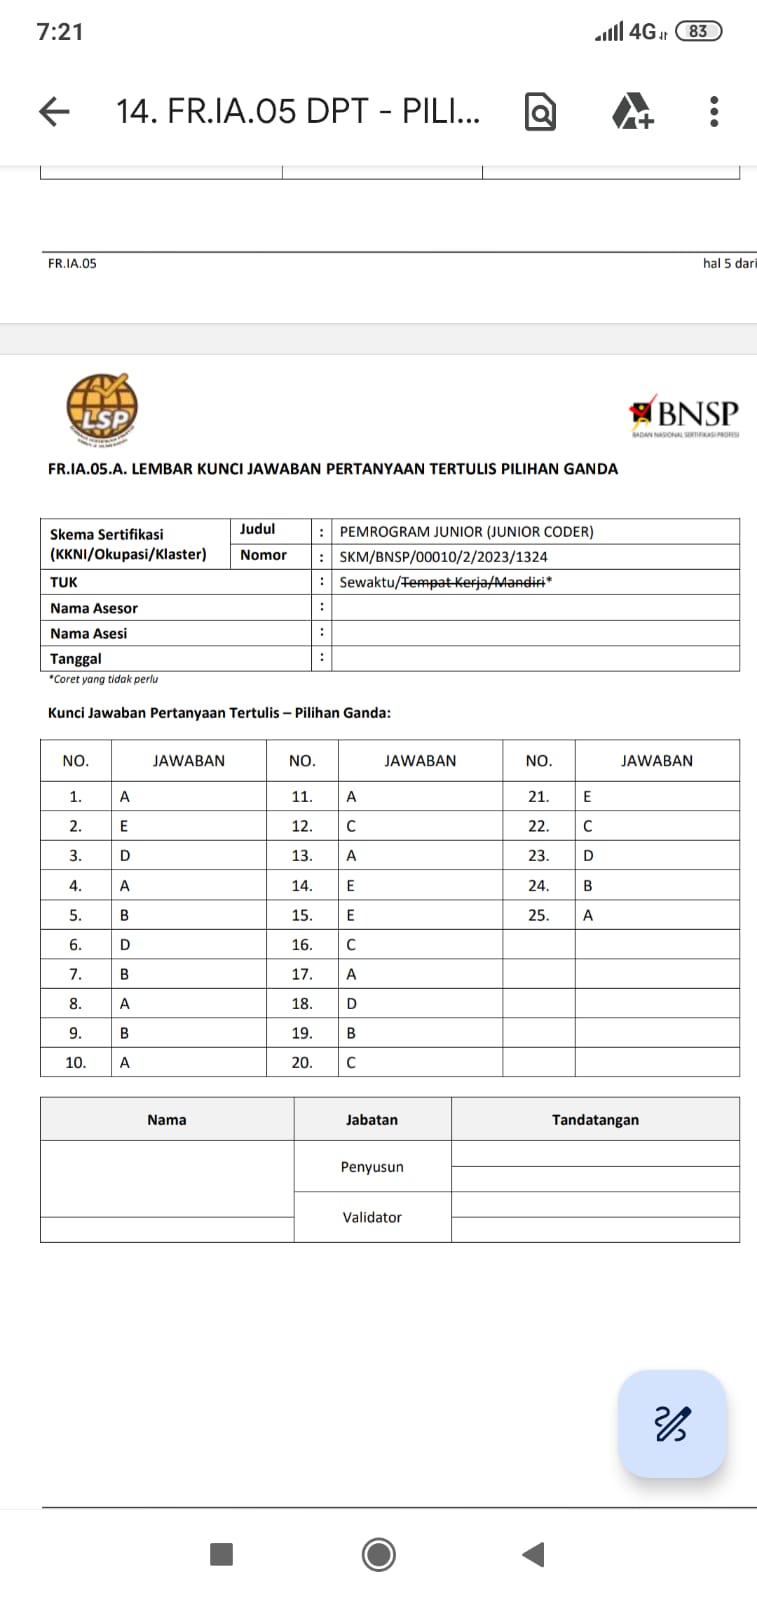 7:21
4G
83
14. FR.IA.05 DPT - PILI...
FR.IA.05
hal 5 dari
LSP
BNSP
BADAN NASIONAL SERTIFIKASI PROFESI
FR.IA.05.A. LEMBAR KUNCI JAWABAN PERTANYAAN TERTULIS PILIHAN GANDA
Skema Sertifikasi (KKNI/Okupasi/Klaster)
Judul : PEMROGRAM JUNIOR (JUNIOR CODER)
Nomor : SKM/BNSP/00010/2/2023/1324
TUK : Sewaktu/Tempat Kerja/Mandiri*
Nama Asesor :
Nama Asesi :
Tanggal :
*Coret yang tidak perlu
Kunci Jawaban Pertanyaan Tertulis – Pilihan Ganda:
NO. JAWABAN NO. JAWABAN NO. JAWABAN
1. A 11. A 21. E
2. E 12. C 22. C
3. D 13. A 23. D
4. A 14. E 24. B
5. B 15. E 25. A
6. D 16. C
7. B 17. A
8. A 18. D
9. B 19. B
10. A 20. C
Nama Jabatan Tandatangan
Penyusun
Validator